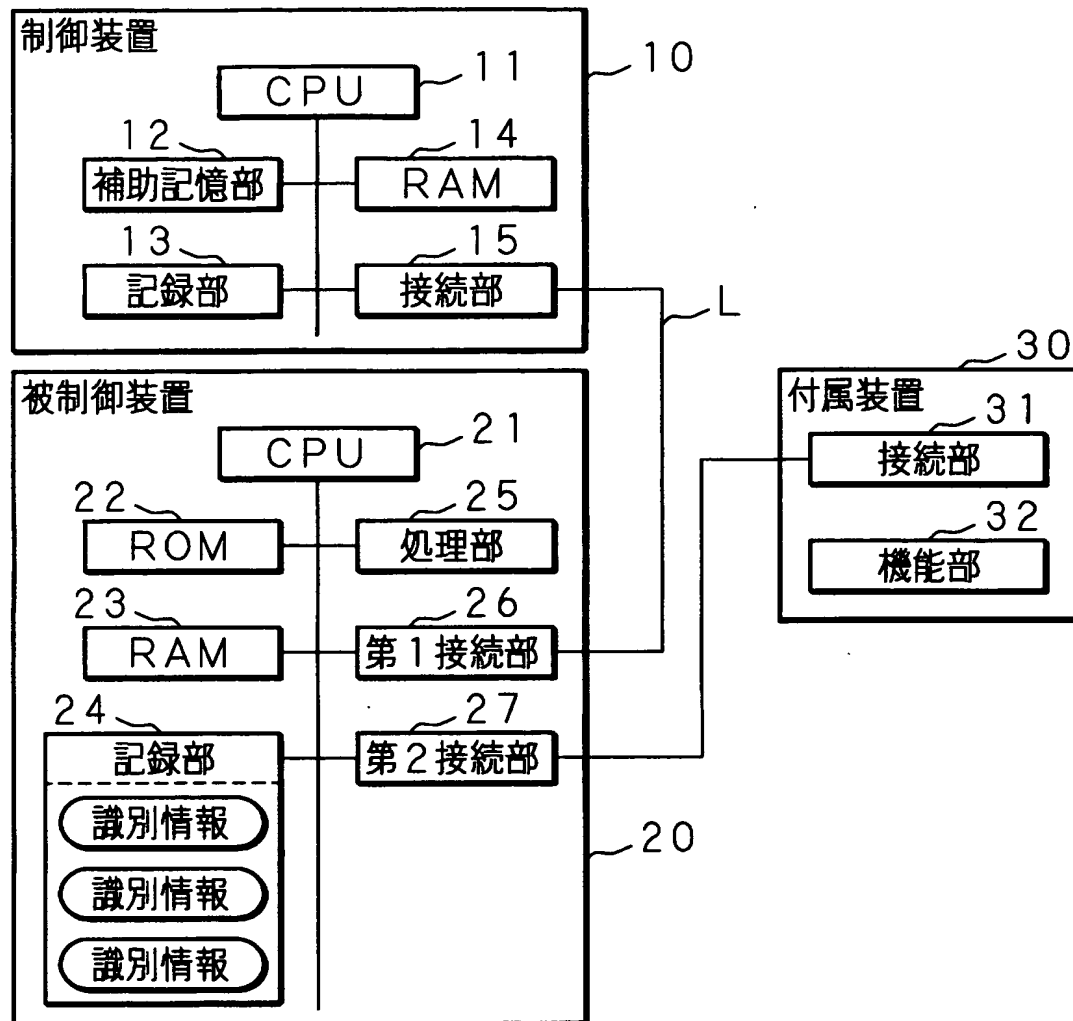 制御装置
10
11
CPU
12
補助記憶部
14
RAM
13
記録部
15
接続部
L
被制御装置
20
21
CPU
22
ROM
25
処理部
23
RAM
26
第1接続部
24
記録部
27
第2接続部
識別情報
識別情報
識別情報
30
付属装置
31
接続部
32
機能部